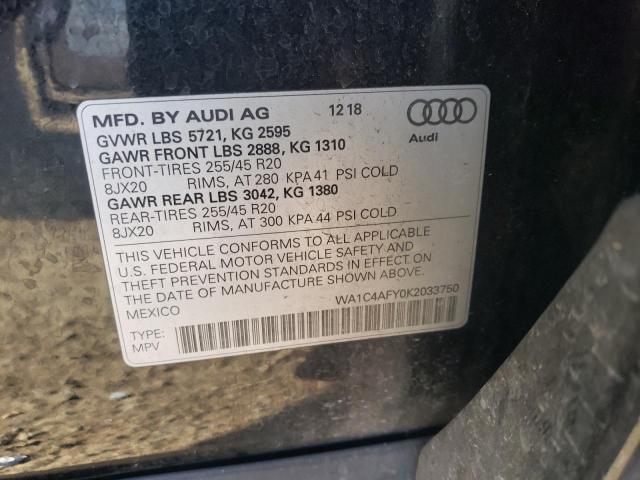 MFD. BY AUDI AG 12 18
GVWR LBS 5721, KG 2595
GAWR FRONT LBS 2888, KG 1310
FRONT-TIRES 255/45 R20
8JX20 RIMS, AT 280 KPA 41 PSI COLD
GAWR REAR LBS 3042, KG 1380
REAR-TIRES 255/45 R20
8JX20 RIMS, AT 300 KPA 44 PSI COLD
Audi
THIS VEHICLE CONFORMS TO ALL APPLICABLE
U.S. FEDERAL MOTOR VEHICLE SAFETY AND
THEFT PREVENTION STANDARDS IN EFFECT ON
THE DATE OF MANUFACTURE SHOWN ABOVE.
MEXICO WA1C4AFY0K2033750
TYPE:
MPV